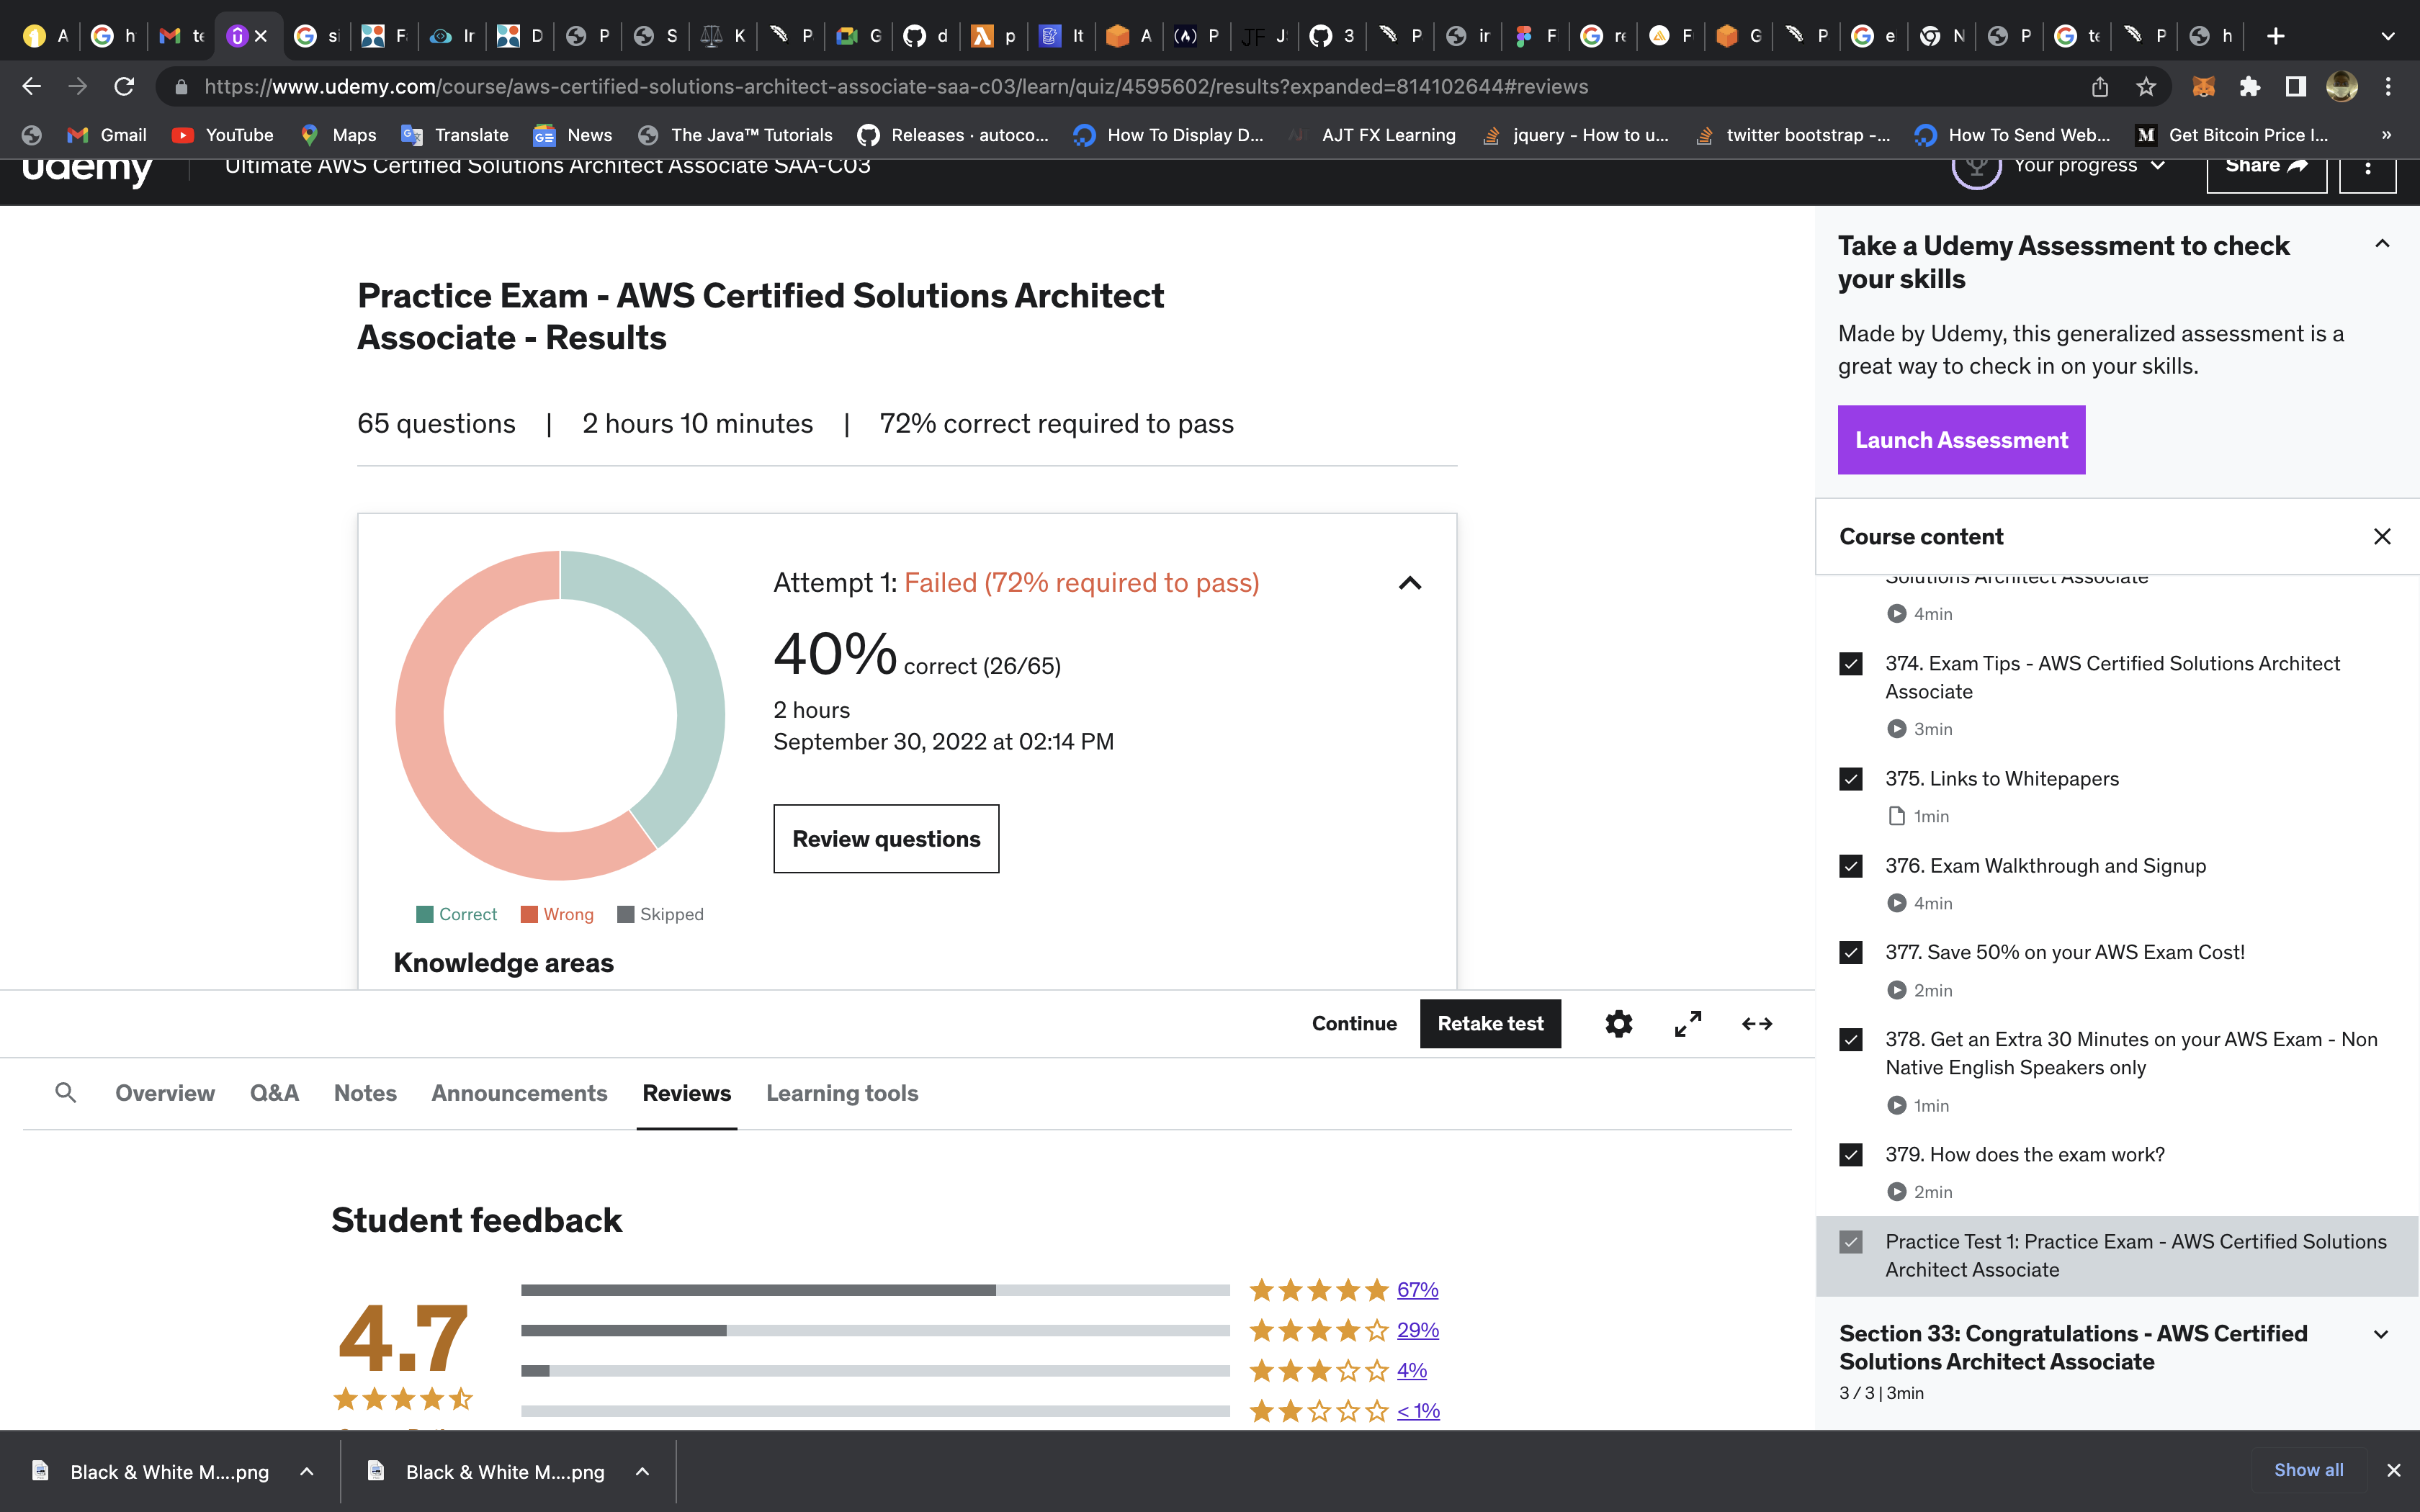 A
h
te
si
F
Ir
D
P
S
K
P
G
d
p
It
A
P
J
3
P
ir
F
re
F
G
P
e
N
P
te
P
h
https://www.udemy.com/course/aws-certified-solutions-architect-associate-saa-c03/learn/quiz/4595602/results?expanded=814102644#reviews
Gmail
YouTube
Maps
Translate
News
The Java™ Tutorials
Releases · autoco...
How To Display D...
AJT FX Learning
jquery - How to u...
twitter bootstrap -...
How To Send Web...
Get Bitcoin Price I...
»
udemy
Ultimate AWS Certified Solutions Architect Associate SAA-C03
Your progress
Share
Practice Exam - AWS Certified Solutions Architect
Associate - Results
65 questions | 2 hours 10 minutes | 72% correct required to pass
Attempt 1: Failed (72% required to pass)
40% correct (26/65)
2 hours
September 30, 2022 at 02:14 PM
Review questions
Correct
Wrong
Skipped
Knowledge areas
Continue
Retake test
Overview
Q&A
Notes
Announcements
Reviews
Learning tools
Student feedback
4.7
67%
29%
4%
< 1%
Take a Udemy Assessment to check
your skills
Made by Udemy, this generalized assessment is a
great way to check in on your skills.
Launch Assessment
Course content
Solutions Architect Associate
4min
374. Exam Tips - AWS Certified Solutions Architect
Associate
3min
375. Links to Whitepapers
1min
376. Exam Walkthrough and Signup
4min
377. Save 50% on your AWS Exam Cost!
2min
378. Get an Extra 30 Minutes on your AWS Exam - Non
Native English Speakers only
1min
379. How does the exam work?
2min
Practice Test 1: Practice Exam - AWS Certified Solutions
Architect Associate
Section 33: Congratulations - AWS Certified
Solutions Architect Associate
3 / 3 | 3min
Black & White M....png
Black & White M....png
Show all